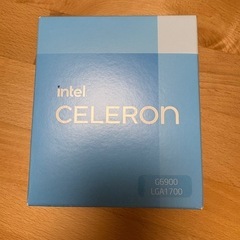 intel
CELERON
G5900
LGA1700